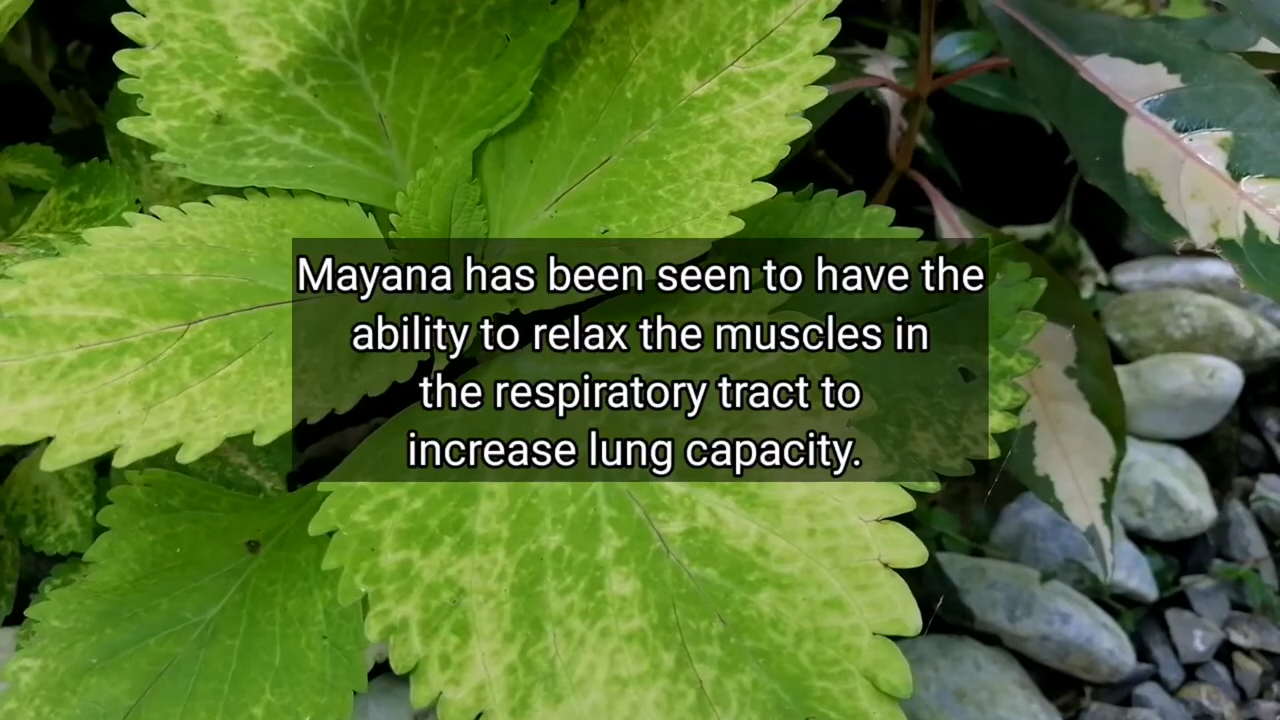 Mayana has been seen to have the
ability to relax the muscles in
the respiratory tract to
increase lung capacity.